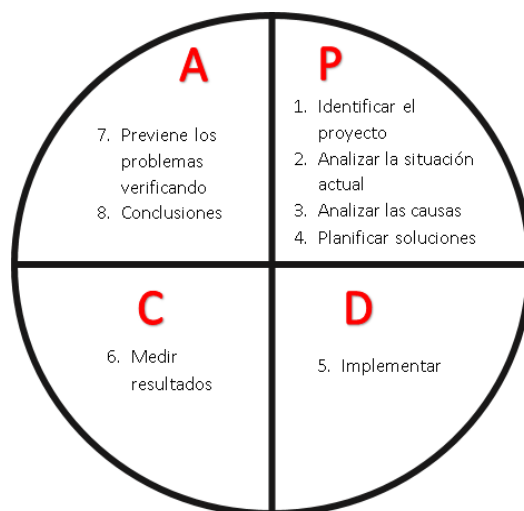 P
1. Identificar el
proyecto
2. Analizar la situación
actual
3. Analizar las causas
4. Planificar soluciones
D
5. Implementar
C
6. Medir
resultados
A
7. Previene los
problemas
verificando
8. Conclusiones